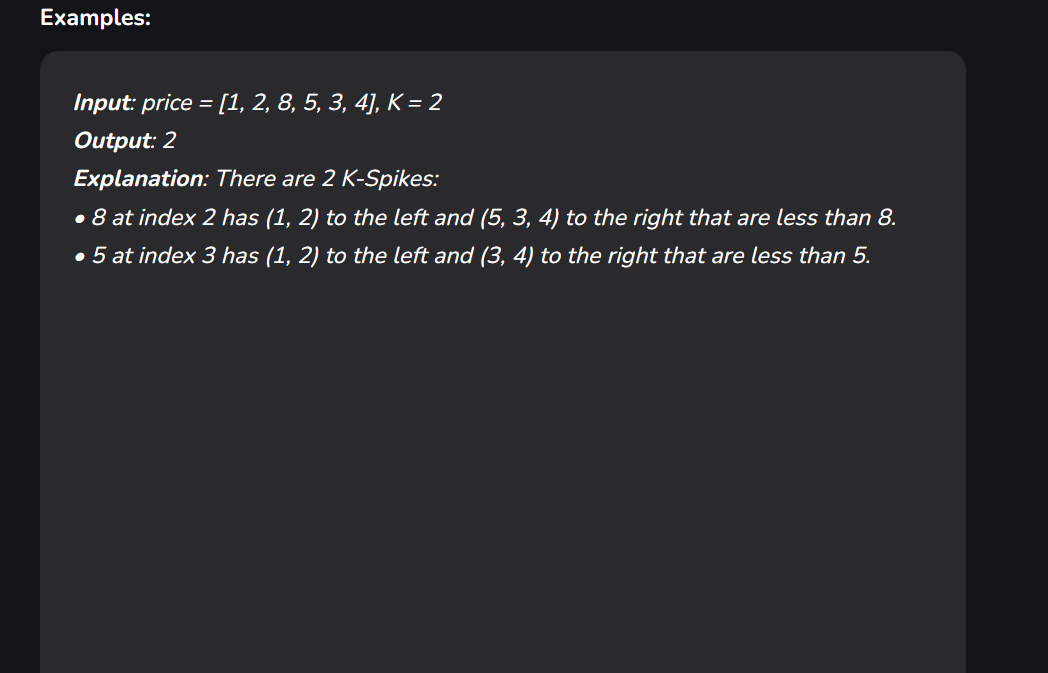 Examples:
Input: price = [1, 2, 8, 5, 3, 4], K = 2
Output: 2
Explanation: There are 2 K-Spikes:
• 8 at index 2 has (1, 2) to the left and (5, 3, 4) to the right that are less than 8.
• 5 at index 3 has (1, 2) to the left and (3, 4) to the right that are less than 5.